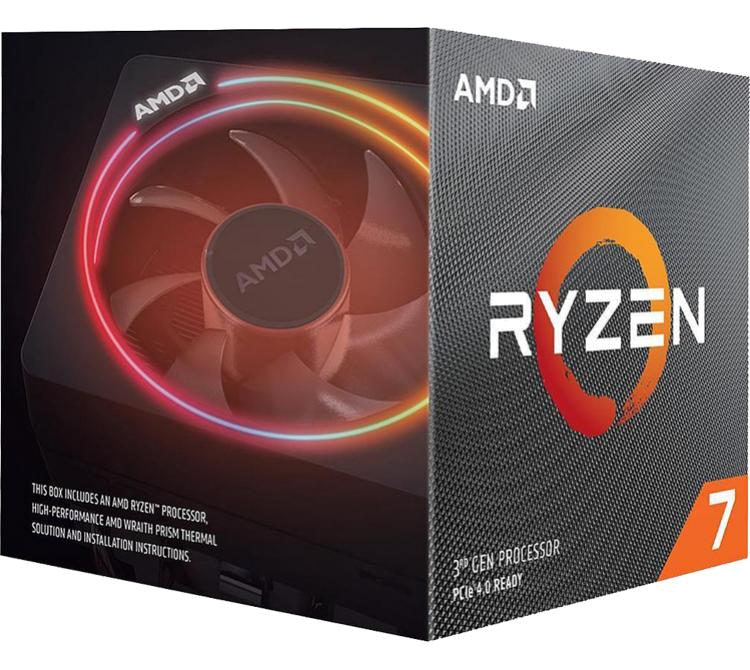 AMD
AMD
THIS BOX INCLUDES AN AMD RYZEN™ PROCESSOR,
HIGH-PERFORMANCE AMD WRAITH PRISM THERMAL
SOLUTION AND INSTALLATION INSTRUCTIONS.
AMD
RYZEN
7
3RD GEN PROCESSOR
PCIe 4.0 READY